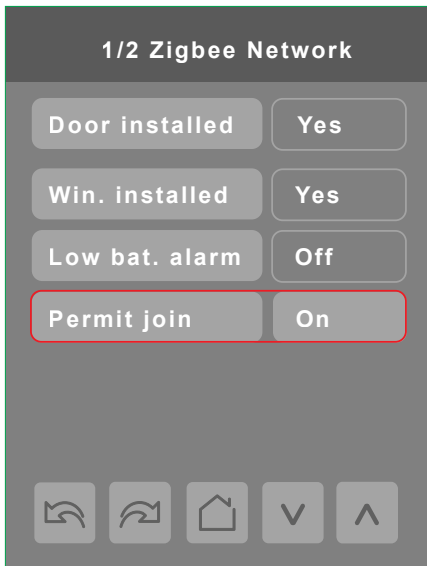 1/2 Zigbee Network
Door installed Yes
Win. installed Yes
Low bat. alarm Off
Permit join On